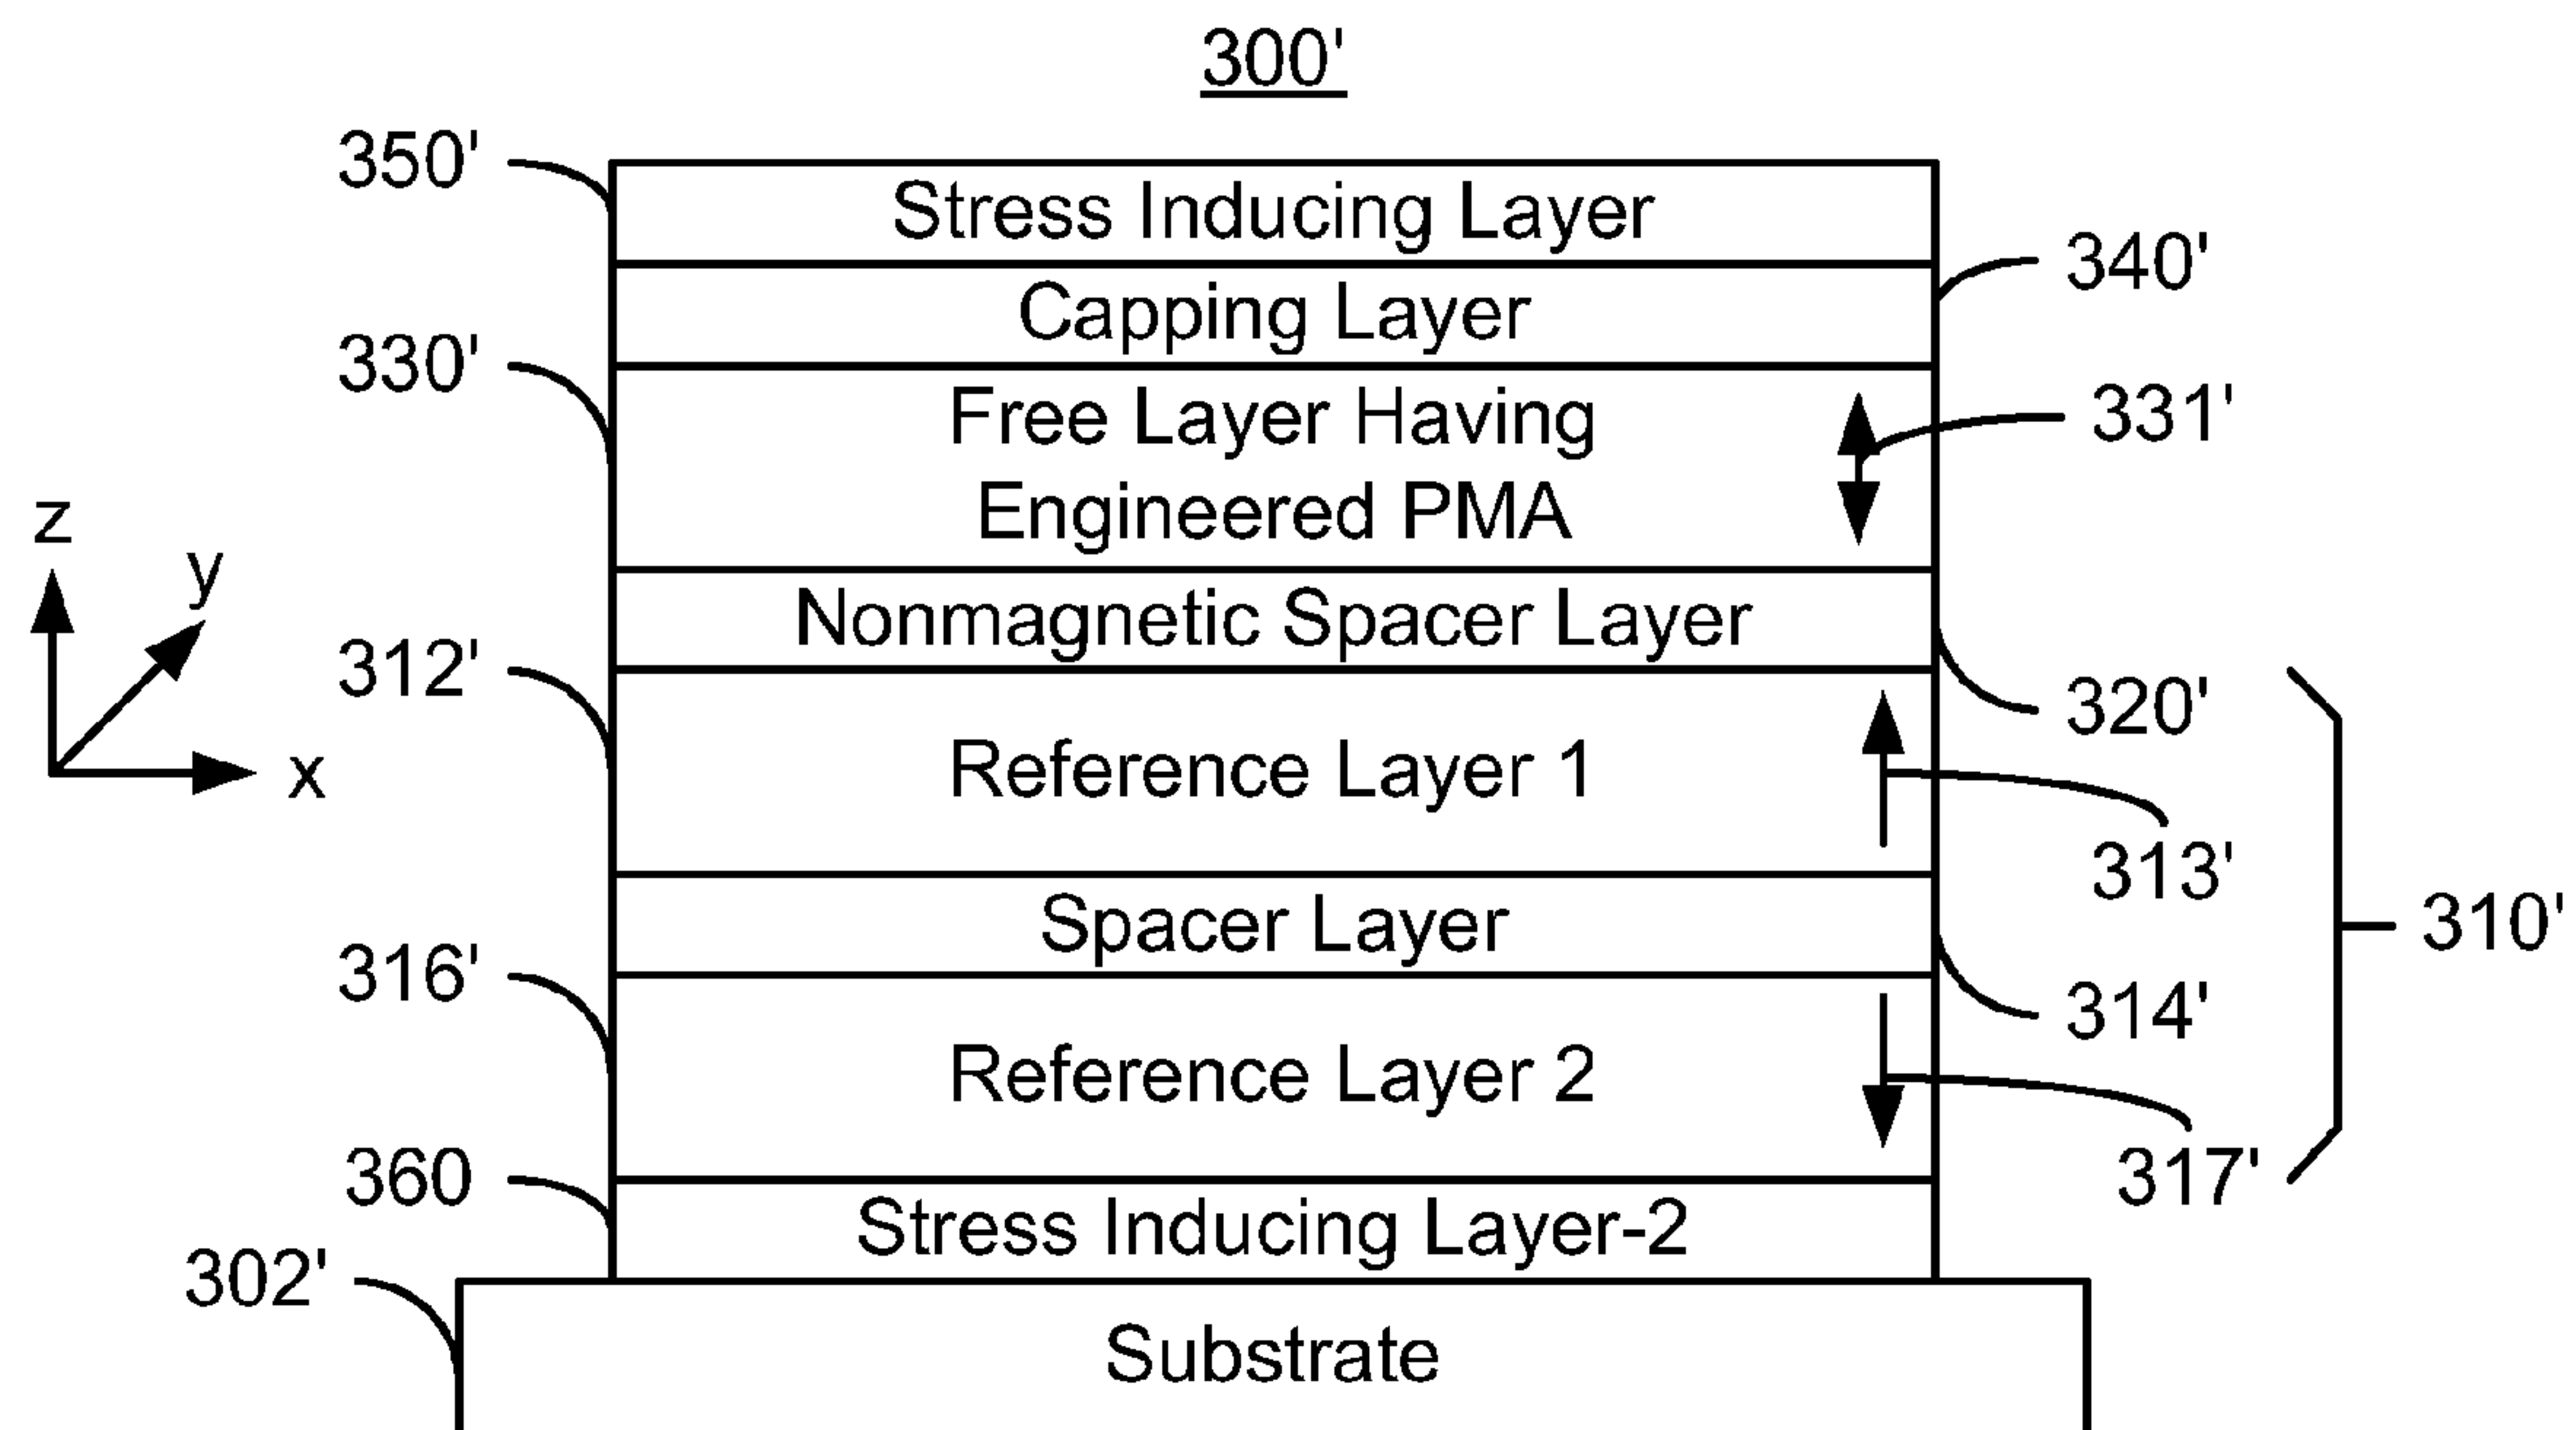 300'
350'
Stress Inducing Layer
340'
Capping Layer
330'
Free Layer Having
331'
Engineered PMA
z
y
x
Nonmagnetic Spacer Layer
312'
320'
Reference Layer 1
313'
310'
Spacer Layer
316'
314'
Reference Layer 2
360
317'
Stress Inducing Layer-2
302'
Substrate